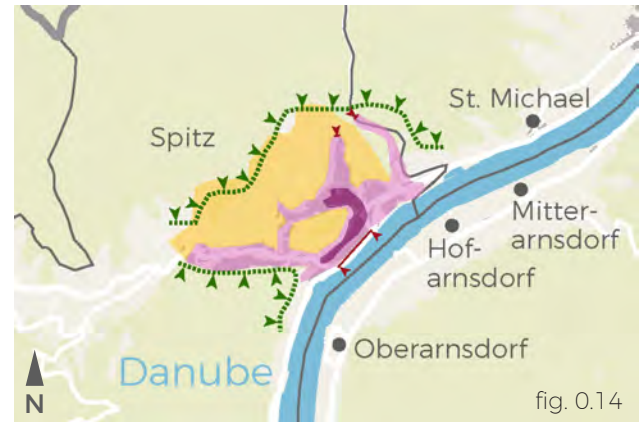 St. Michael
Spitz
Mitter-
arnsdorf
Hof-
arnsdorf
Oberarnsdorf
Danube
N
fig. 0.14